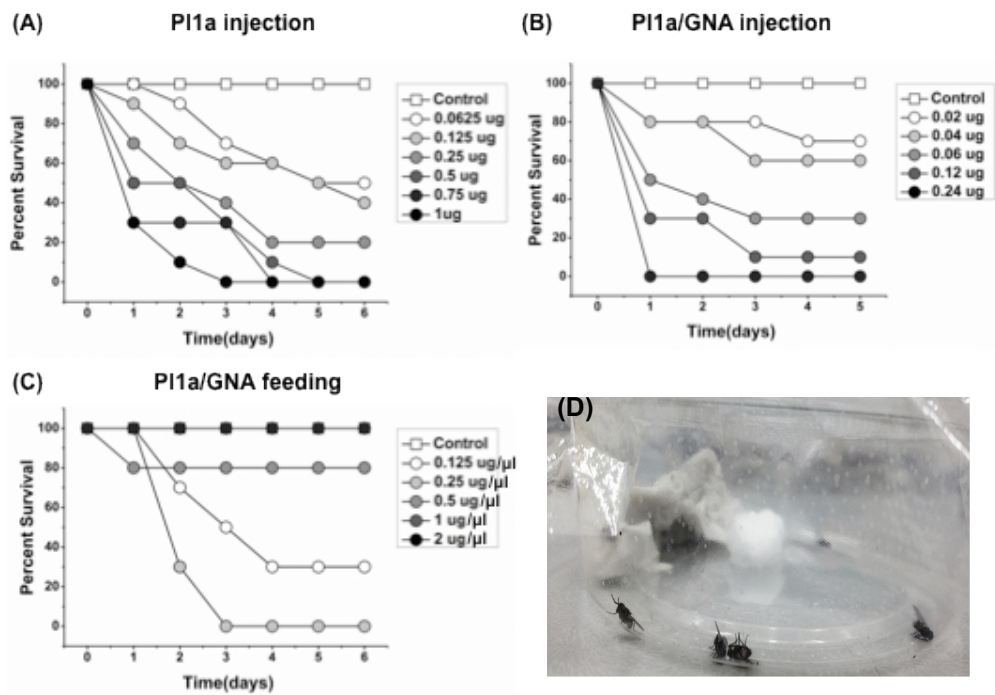 (A)
Pl1a injection
Percent Survival
100
80
60
40
20
0
0 1 2 3 4 5 6
Time(days)
Control
0.0625 ug
0.125 ug
0.25 ug
0.5 ug
0.75 ug
1ug
(B)
Pl1a/GNA injection
Percent Survival
100
80
60
40
20
0
0 1 2 3 4 5
Time(days)
Control
0.02 ug
0.04 ug
0.06 ug
0.12 ug
0.24 ug
(C)
Pl1a/GNA feeding
Percent Survival
100
80
60
40
20
0
0 1 2 3 4 5 6
Time(days)
Control
0.125 ug/µl
0.25 ug/µl
0.5 ug/µl
1 ug/µl
2 ug/µl
(D)